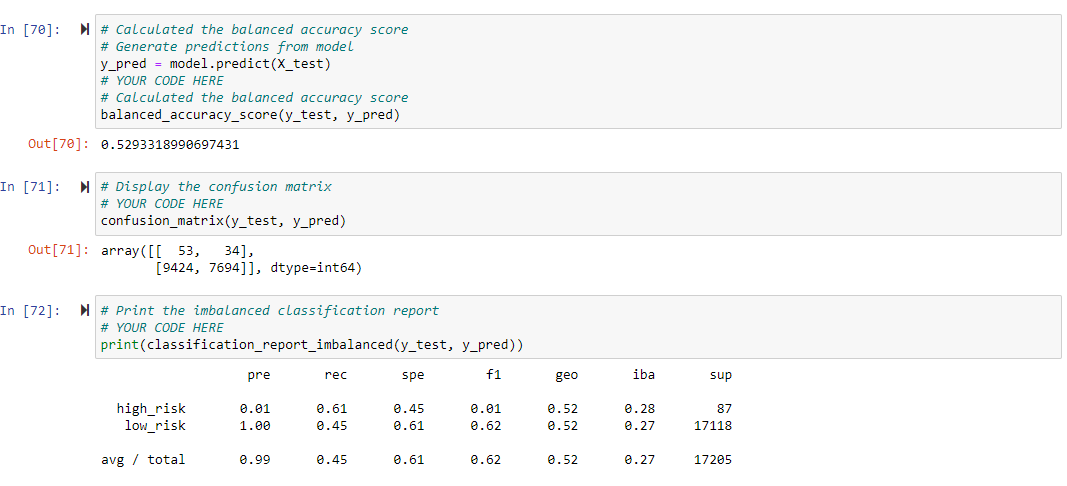 In [70]: # Calculated the balanced accuracy score
# Generate predictions from model
y_pred = model.predict(X_test)
# YOUR CODE HERE
# Calculated the balanced accuracy score
balanced_accuracy_score(y_test, y_pred)
Out[70]: 0.5293318990697431
In [71]: # Display the confusion matrix
# YOUR CODE HERE
confusion_matrix(y_test, y_pred)
Out[71]: array([[  53,   34],
[9424, 7694]], dtype=int64)
In [72]: # Print the imbalanced classification report
# YOUR CODE HERE
print(classification_report_imbalanced(y_test, y_pred))
pre rec spe f1 geo iba sup
high_risk 0.01 0.61 0.45 0.01 0.52 0.28 87
low_risk 1.00 0.45 0.61 0.62 0.52 0.27 17118
avg / total 0.99 0.45 0.61 0.62 0.52 0.27 17205